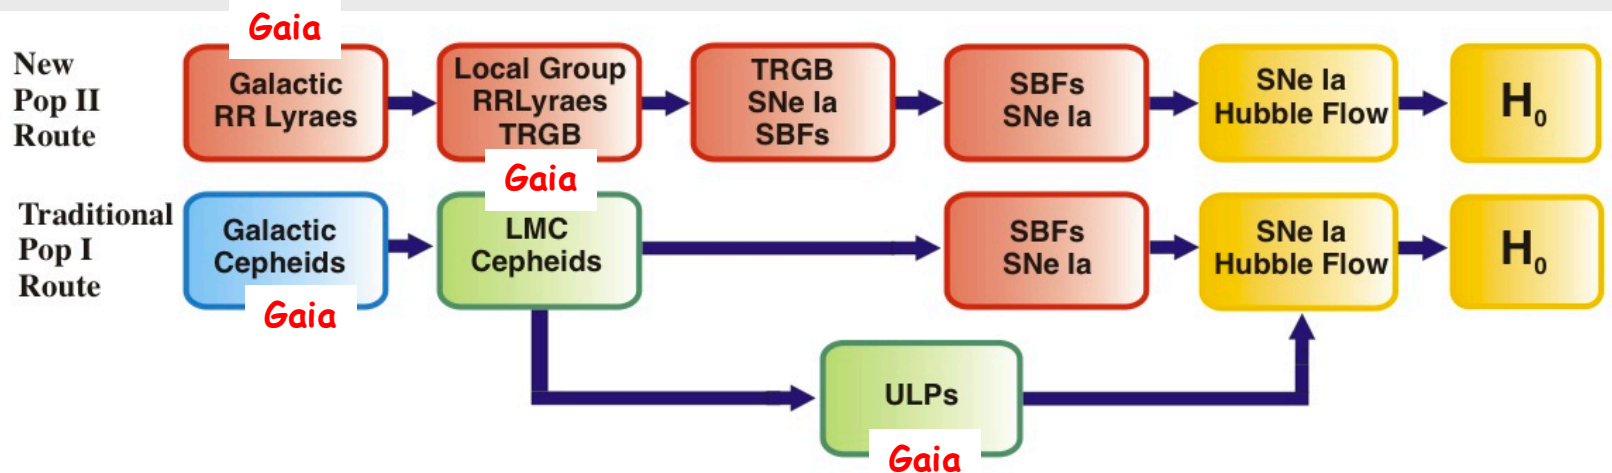 Gaia
New
Pop II
Route
Galactic
RR Lyraes
Local Group
RRLyraes
TRGB
TRGB
SNe Ia
SBFs
SBFs
SNe Ia
SNe Ia
Hubble Flow
H₀
Gaia
Traditional
Pop I
Route
Galactic
Cepheids
Gaia
LMC
Cepheids
SBFs
SNe Ia
SNe Ia
Hubble Flow
H₀
ULPs
Gaia